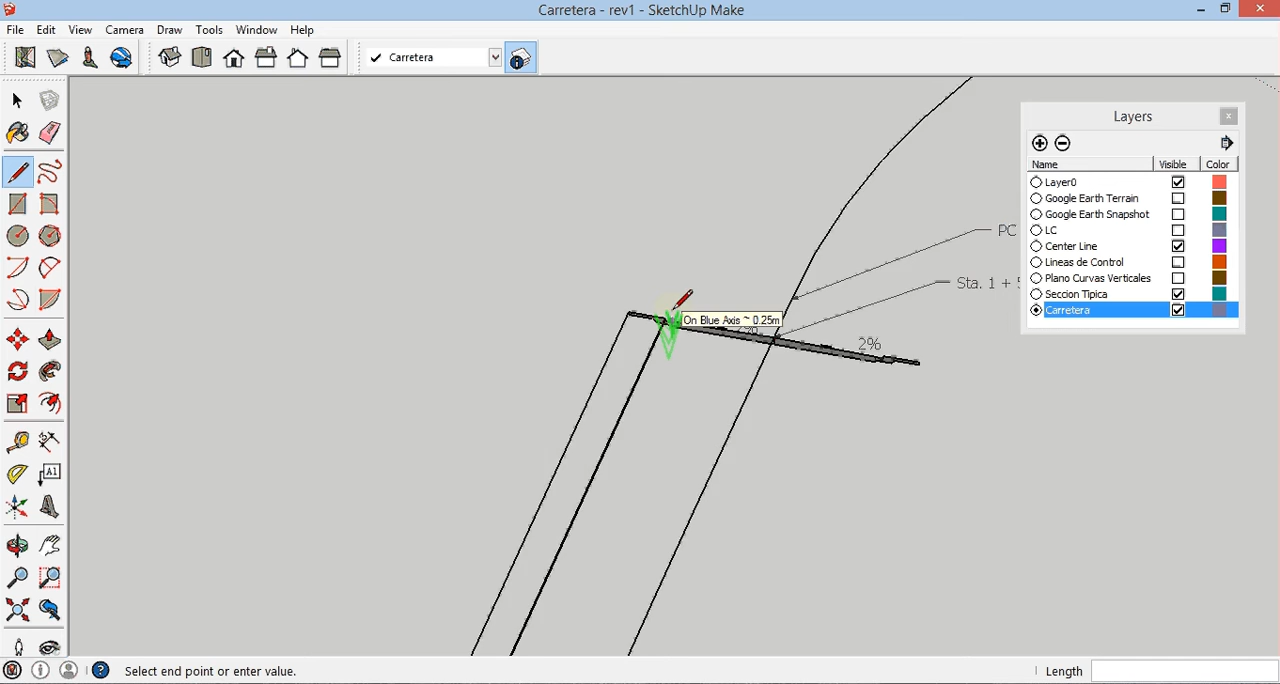 Carretera - rev1 - SketchUp Make
File Edit View Camera Draw Tools Window Help
Carretera
Layers
Name Visible Color
Layer0
Google Earth Terrain
Google Earth Snapshot
LC
Center Line
Lineas de Control
Plano Curvas Verticales
Seccion Tipica
Carretera
PC
Sta. 1 +
On Blue Axis ~ 0.25m
2%
A1
Select end point or enter value.
Length